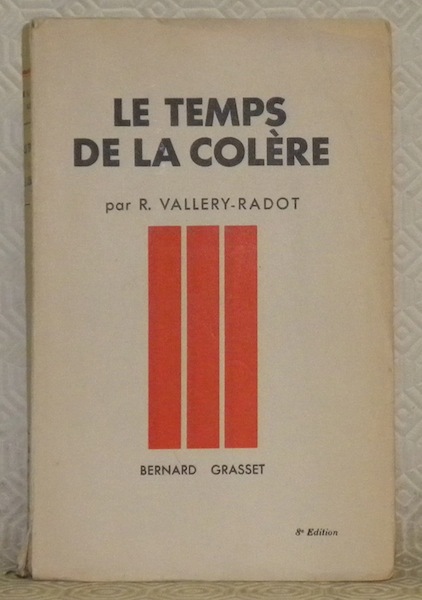 LE TEMPS
DE LA COLÈRE
par R. VALLERY-RADOT
BERNARD GRASSET
8e Edition